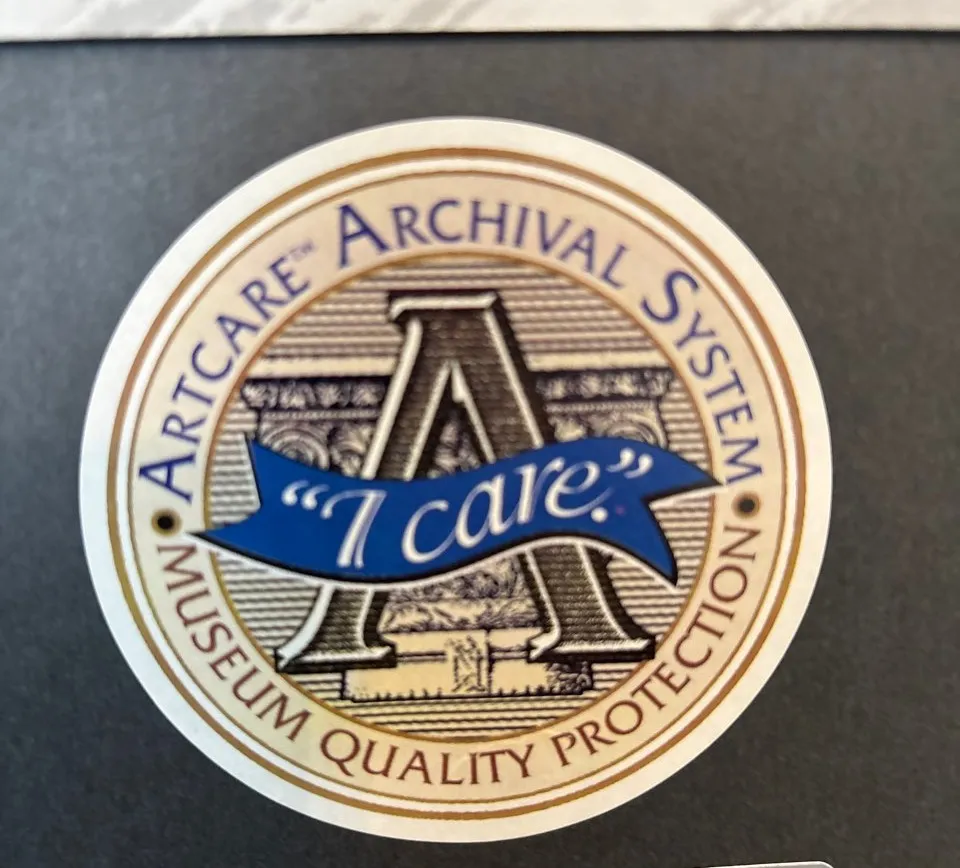 ARTCARE™ ARCHIVAL SYSTEM
A
"I care."
MUSEUM QUALITY PROTECTION